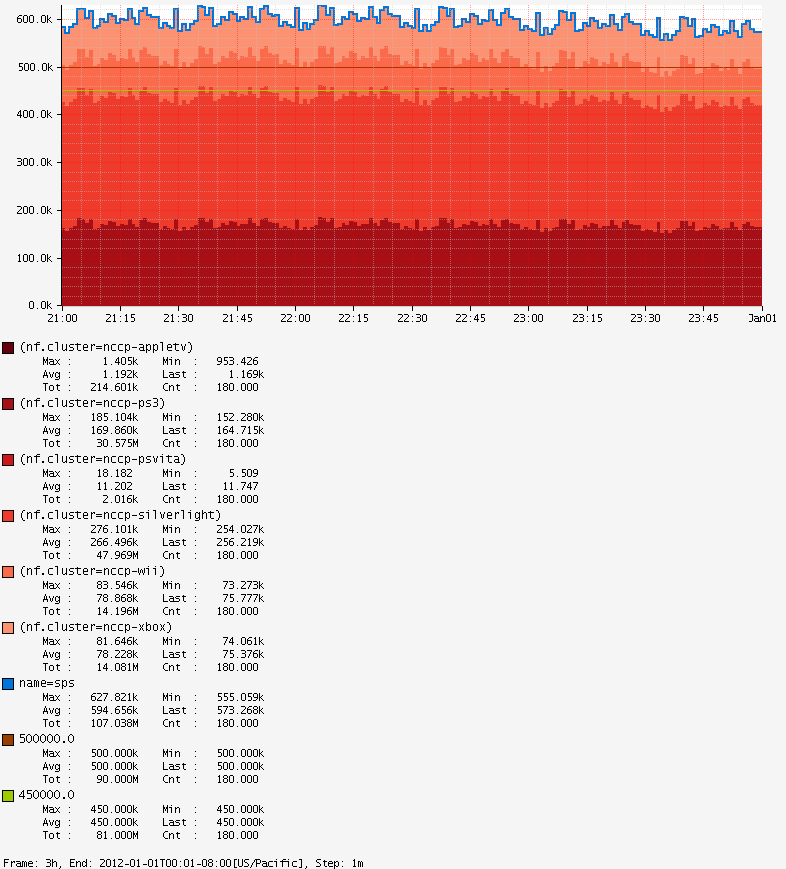 600.0k
500.0k
400.0k
300.0k
200.0k
100.0k
0.0k
21:00 21:15 21:30 21:45 22:00 22:15 22:30 22:45 23:00 23:15 23:30 23:45 Jan01
(nf.cluster=nccp-appletv)
Max : 1.405k Min : 953.426
Avg : 1.192k Last : 1.169k
Tot : 214.601k Cnt : 180.000
(nf.cluster=nccp-ps3)
Max : 185.104k Min : 152.280k
Avg : 169.860k Last : 164.715k
Tot : 30.575M Cnt : 180.000
(nf.cluster=nccp-psvita)
Max : 18.182 Min : 5.509
Avg : 11.202 Last : 11.747
Tot : 2.016k Cnt : 180.000
(nf.cluster=nccp-silverlight)
Max : 276.101k Min : 254.027k
Avg : 266.496k Last : 256.219k
Tot : 47.969M Cnt : 180.000
(nf.cluster=nccp-wii)
Max : 83.546k Min : 73.273k
Avg : 78.868k Last : 75.777k
Tot : 14.196M Cnt : 180.000
(nf.cluster=nccp-xbox)
Max : 81.646k Min : 74.061k
Avg : 78.228k Last : 75.376k
Tot : 14.081M Cnt : 180.000
name=sps
Max : 627.821k Min : 555.059k
Avg : 594.656k Last : 573.268k
Tot : 107.038M Cnt : 180.000
500000.0
Max : 500.000k Min : 500.000k
Avg : 500.000k Last : 500.000k
Tot : 90.000M Cnt : 180.000
450000.0
Max : 450.000k Min : 450.000k
Avg : 450.000k Last : 450.000k
Tot : 81.000M Cnt : 180.000
Frame: 3h, End: 2012-01-01T00:01-08:00[US/Pacific], Step: 1m